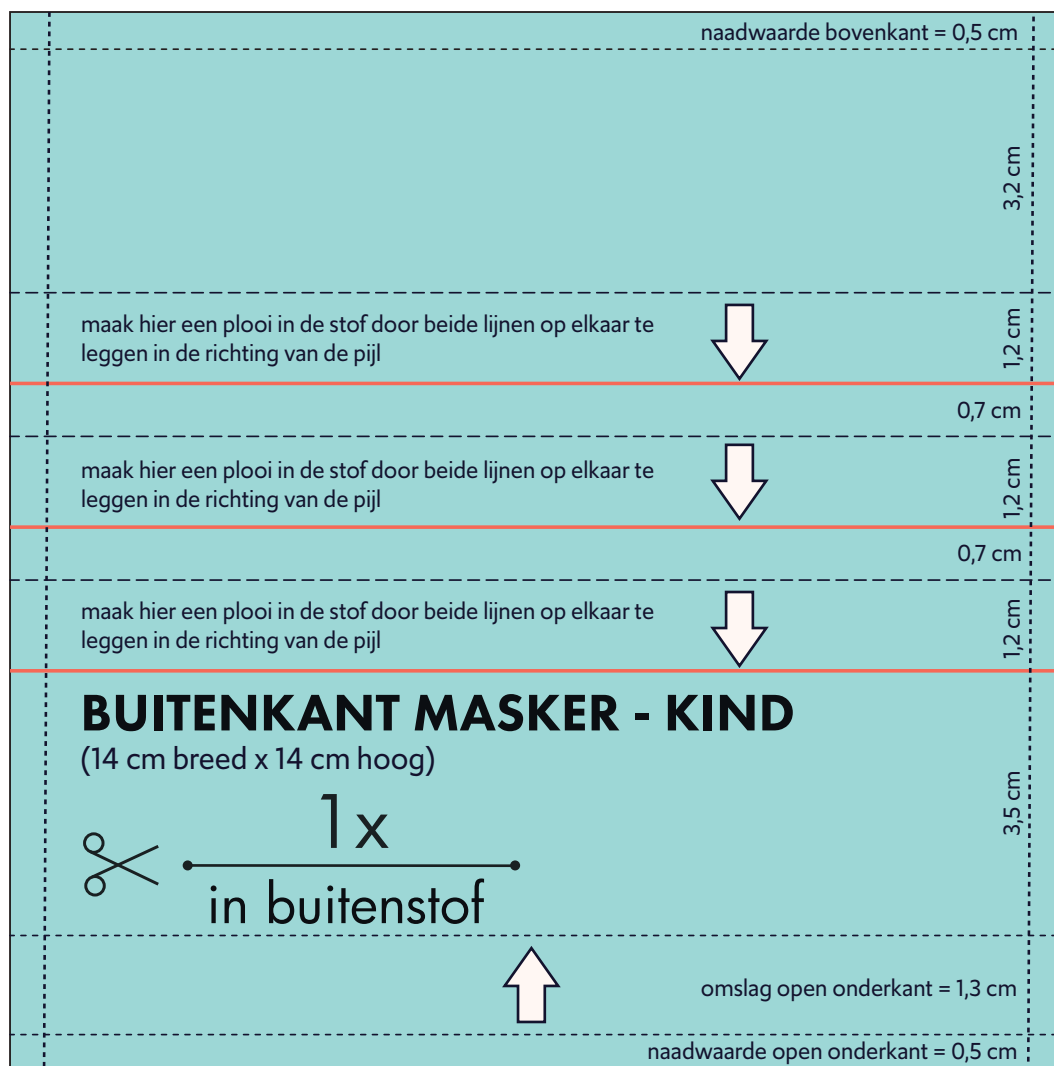 naadwaarde bovenkant = 0,5 cm
3,2 cm
maak hier een plooi in de stof door beide lijnen op elkaar te
leggen in de richting van de pijl
1,2 cm
0,7 cm
maak hier een plooi in de stof door beide lijnen op elkaar te
leggen in de richting van de pijl
1,2 cm
0,7 cm
maak hier een plooi in de stof door beide lijnen op elkaar te
leggen in de richting van de pijl
1,2 cm
BUITENKANT MASKER - KIND
(14 cm breed x 14 cm hoog)
1x
in buitenstof
3,5 cm
omslag open onderkant = 1,3 cm
naadwaarde open onderkant = 0,5 cm